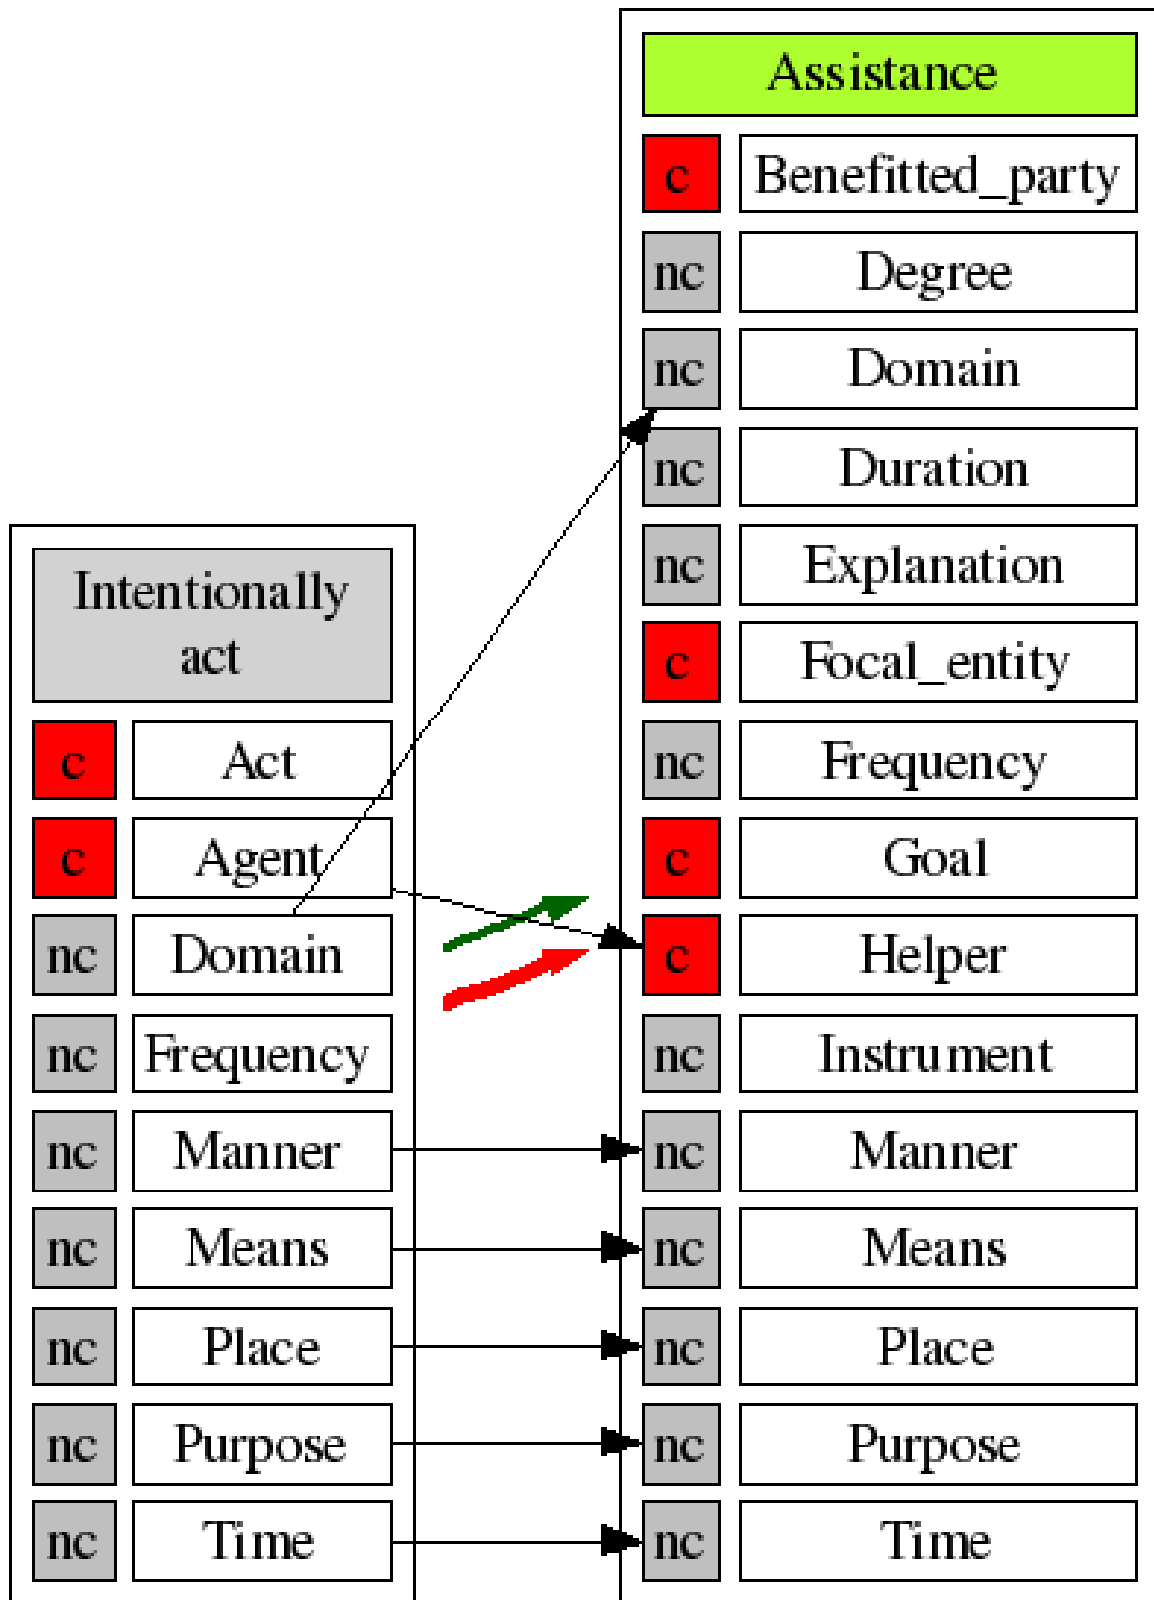 Intentionally
act
c Act
c Agent
nc Domain
nc Frequency
nc Manner
nc Means
nc Place
nc Purpose
nc Time
Assistance
c Benefitted_party
nc Degree
nc Domain
nc Duration
nc Explanation
c Focal_entity
nc Frequency
c Goal
c Helper
nc Instrument
nc Manner
nc Means
nc Place
nc Purpose
nc Time